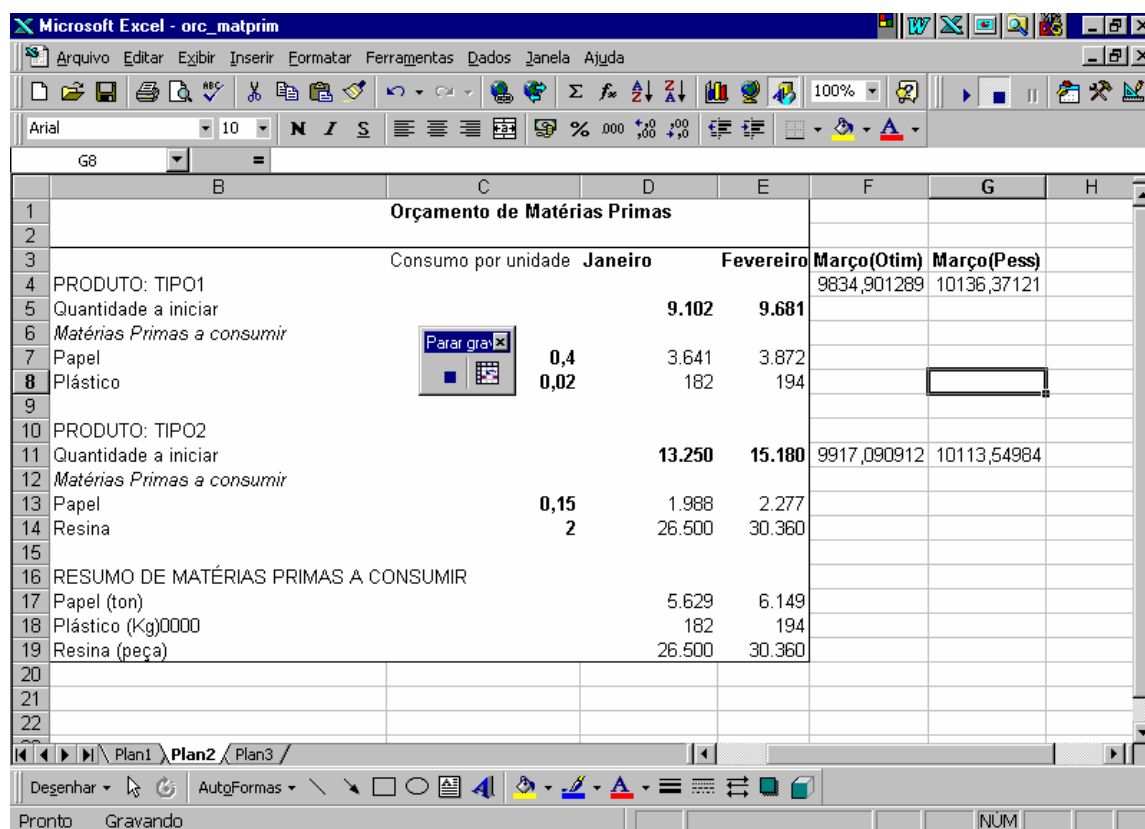 Microsoft Excel - orc_matprim
Arquivo Editar Exibir Inserir Formatar Ferramentas Dados Janela Ajuda
100%
Arial 10 N I S % 000
G8 =
B C D E F G H
1 Orçamento de Matérias Primas
2
3 Consumo por unidade Janeiro Fevereiro Março(Otim) Março(Pess)
4 PRODUTO: TIPO1 9834,901289 10136,37121
5 Quantidade a iniciar 9.102 9.681
6 Matérias Primas a consumir
Parar grav
7 Papel 0,4 3.641 3.872
8 Plástico 0,02 182 194
9
10 PRODUTO: TIPO2
11 Quantidade a iniciar 13.250 15.180 9917,090912 10113,54984
12 Matérias Primas a consumir
13 Papel 0,15 1.988 2.277
14 Resina 2 26.500 30.360
15
16 RESUMO DE MATÉRIAS PRIMAS A CONSUMIR
17 Papel (ton) 5.629 6.149
18 Plástico (Kg)0000 182 194
19 Resina (peça) 26.500 30.360
20
21
22
Plan1 Plan2 Plan3
Desenhar AutoFormas
Pronto Gravando NÚM